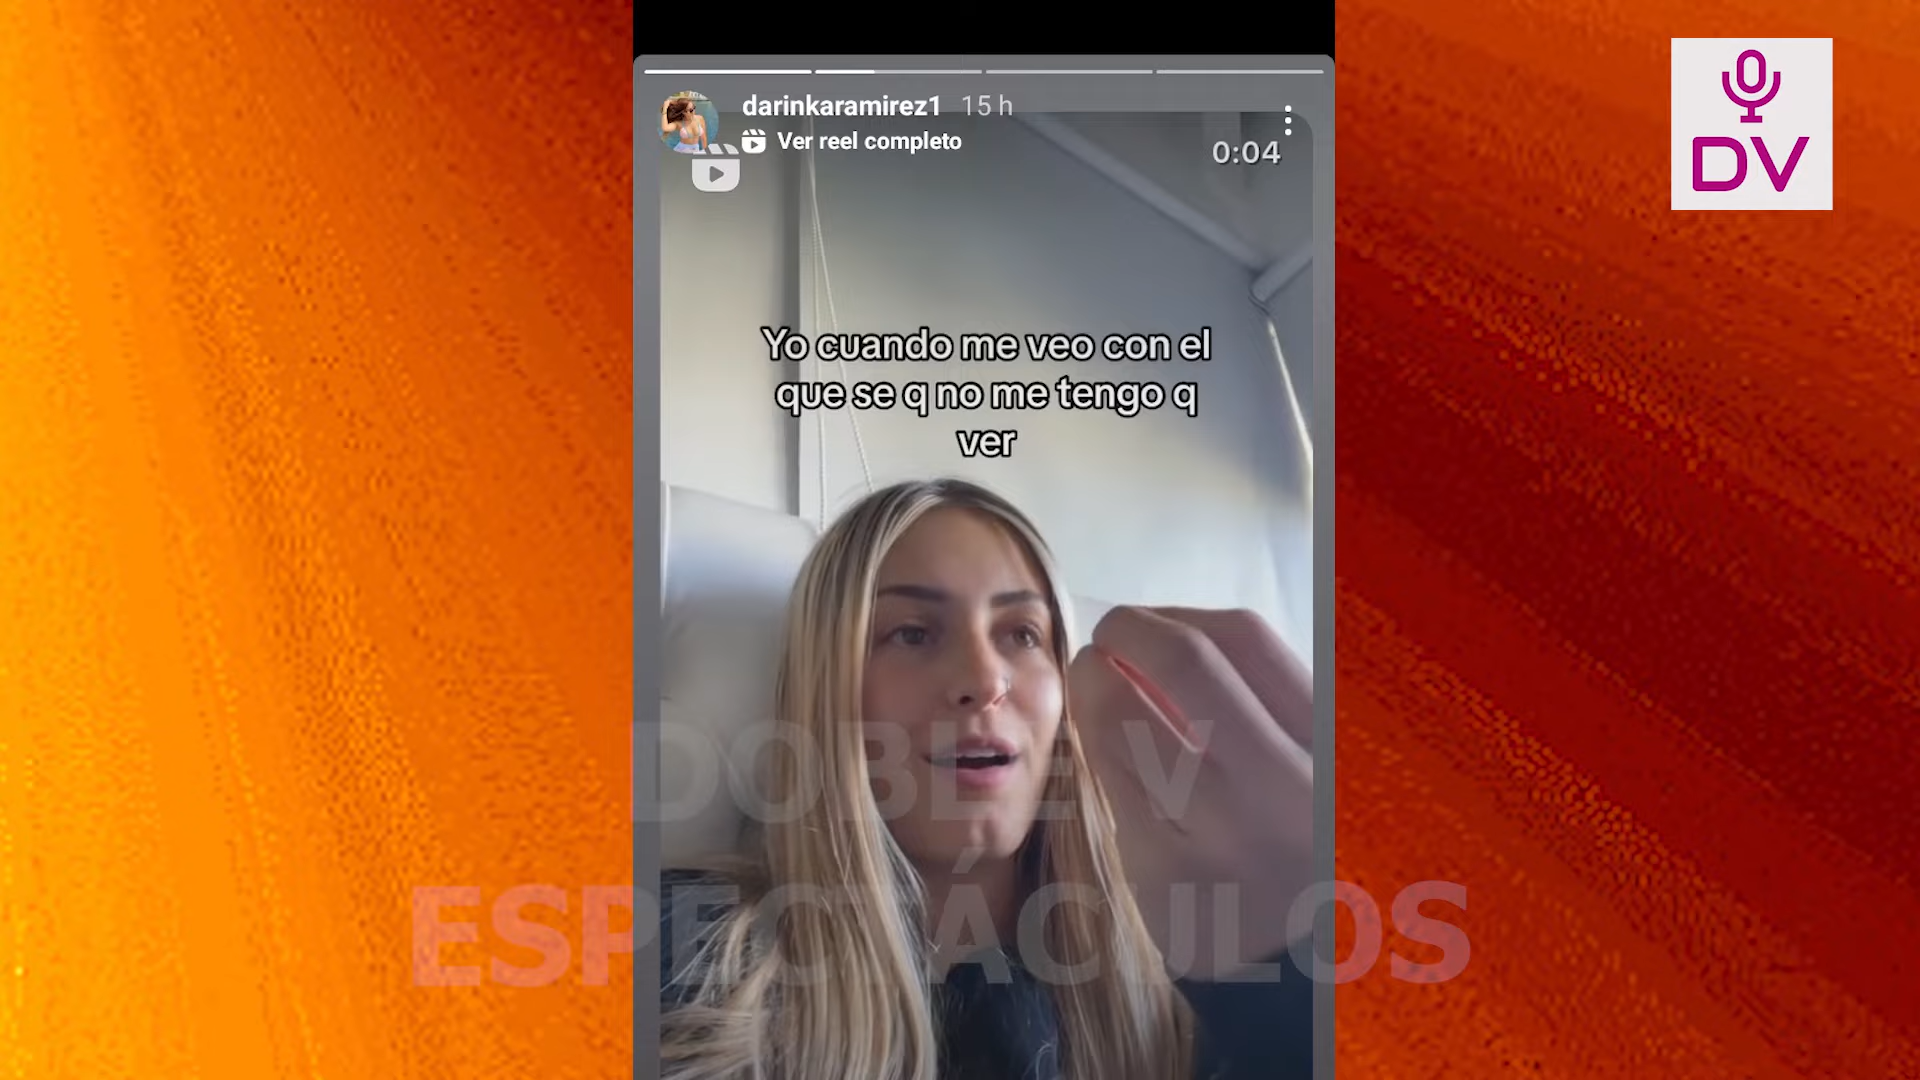 darinkaramirez1 15 h
Ver reel completo
0:04
DV
Yo cuando me veo con el
que se q no me tengo q
ver
DOBLE V
ESPECTÁCULOS